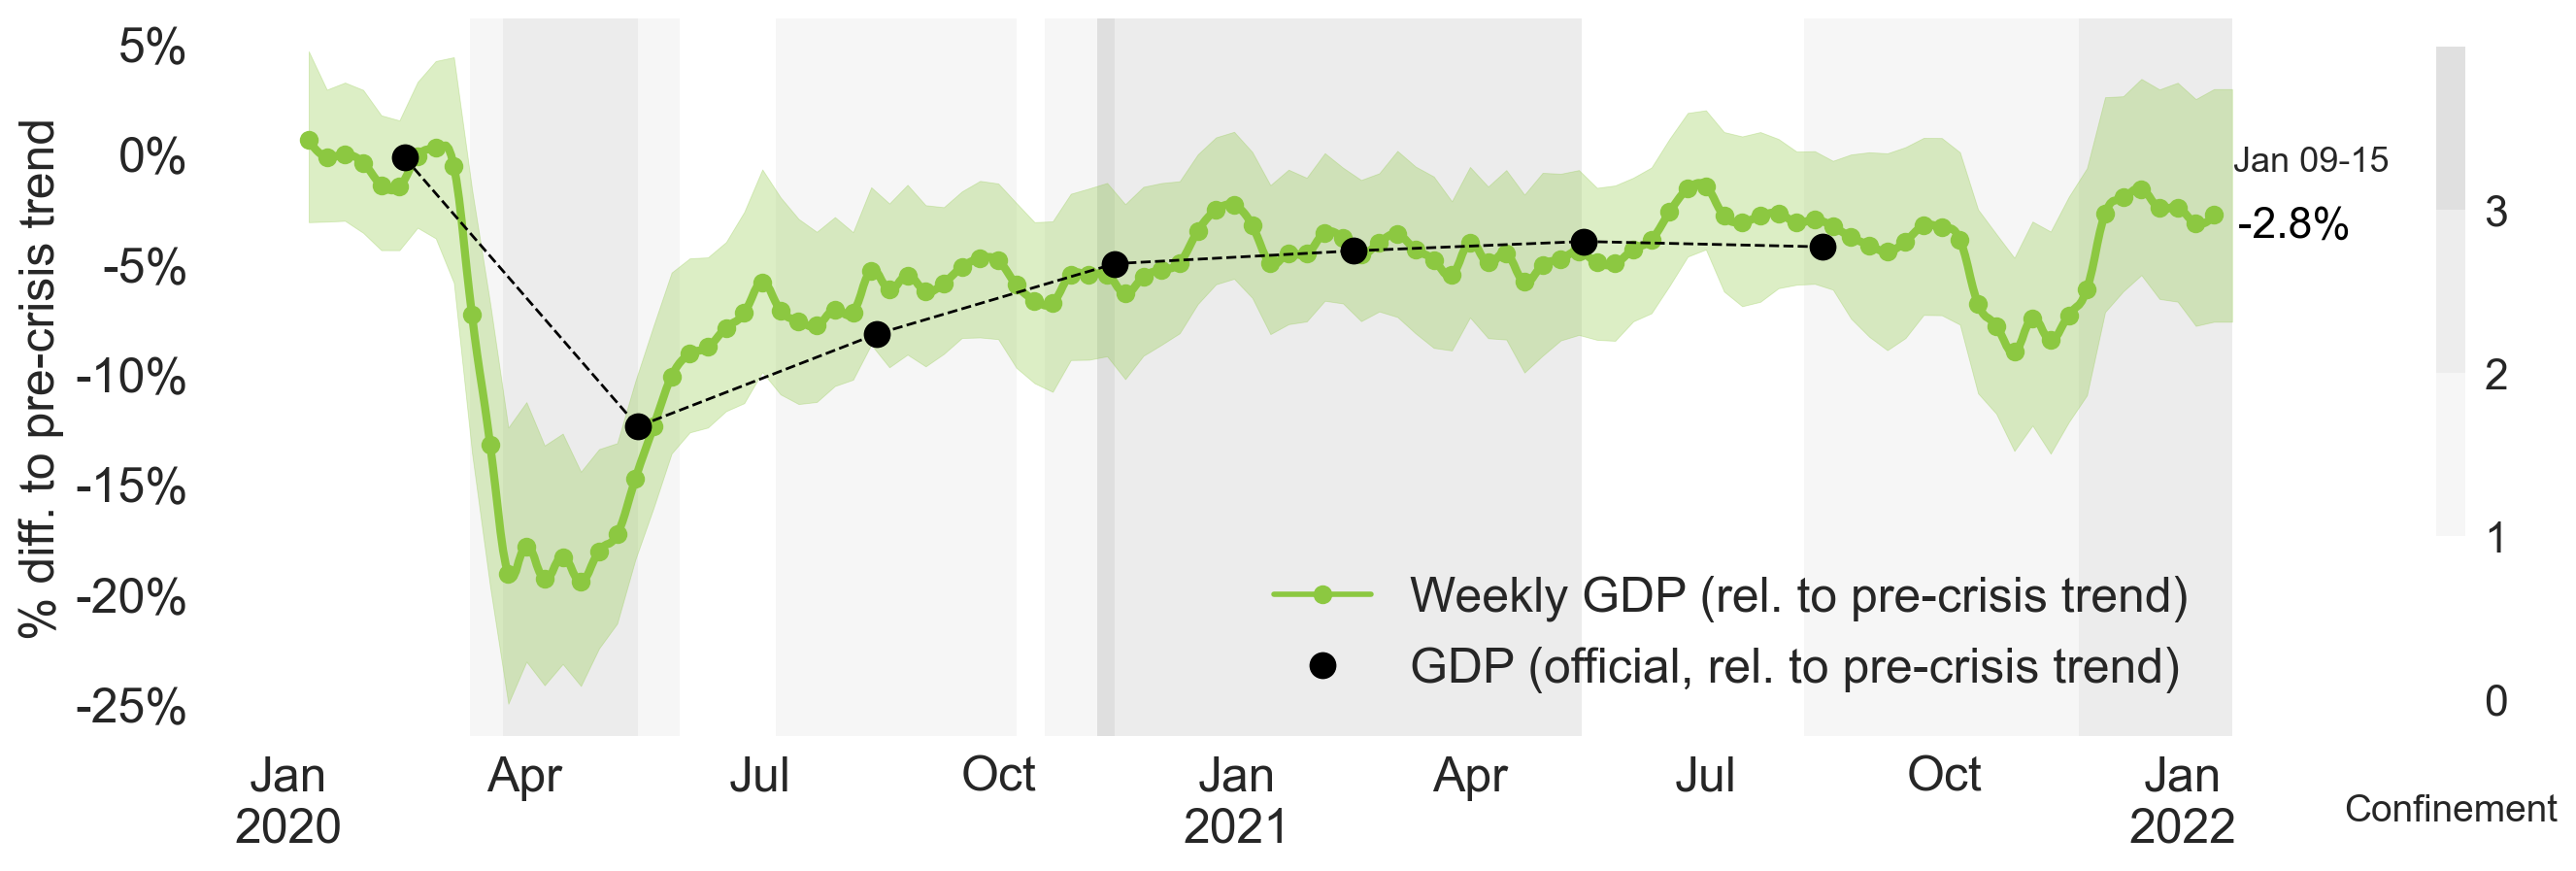 5%
0%
-5%
-10%
-15%
-20%
-25%
% diff. to pre-crisis trend
Jan 09-15
-2.8%
3
2
1
0
Weekly GDP (rel. to pre-crisis trend)
GDP (official, rel. to pre-crisis trend)
Jan Apr Jul Oct Jan Apr Jul Oct Jan
2020 2021 2022
Confinement